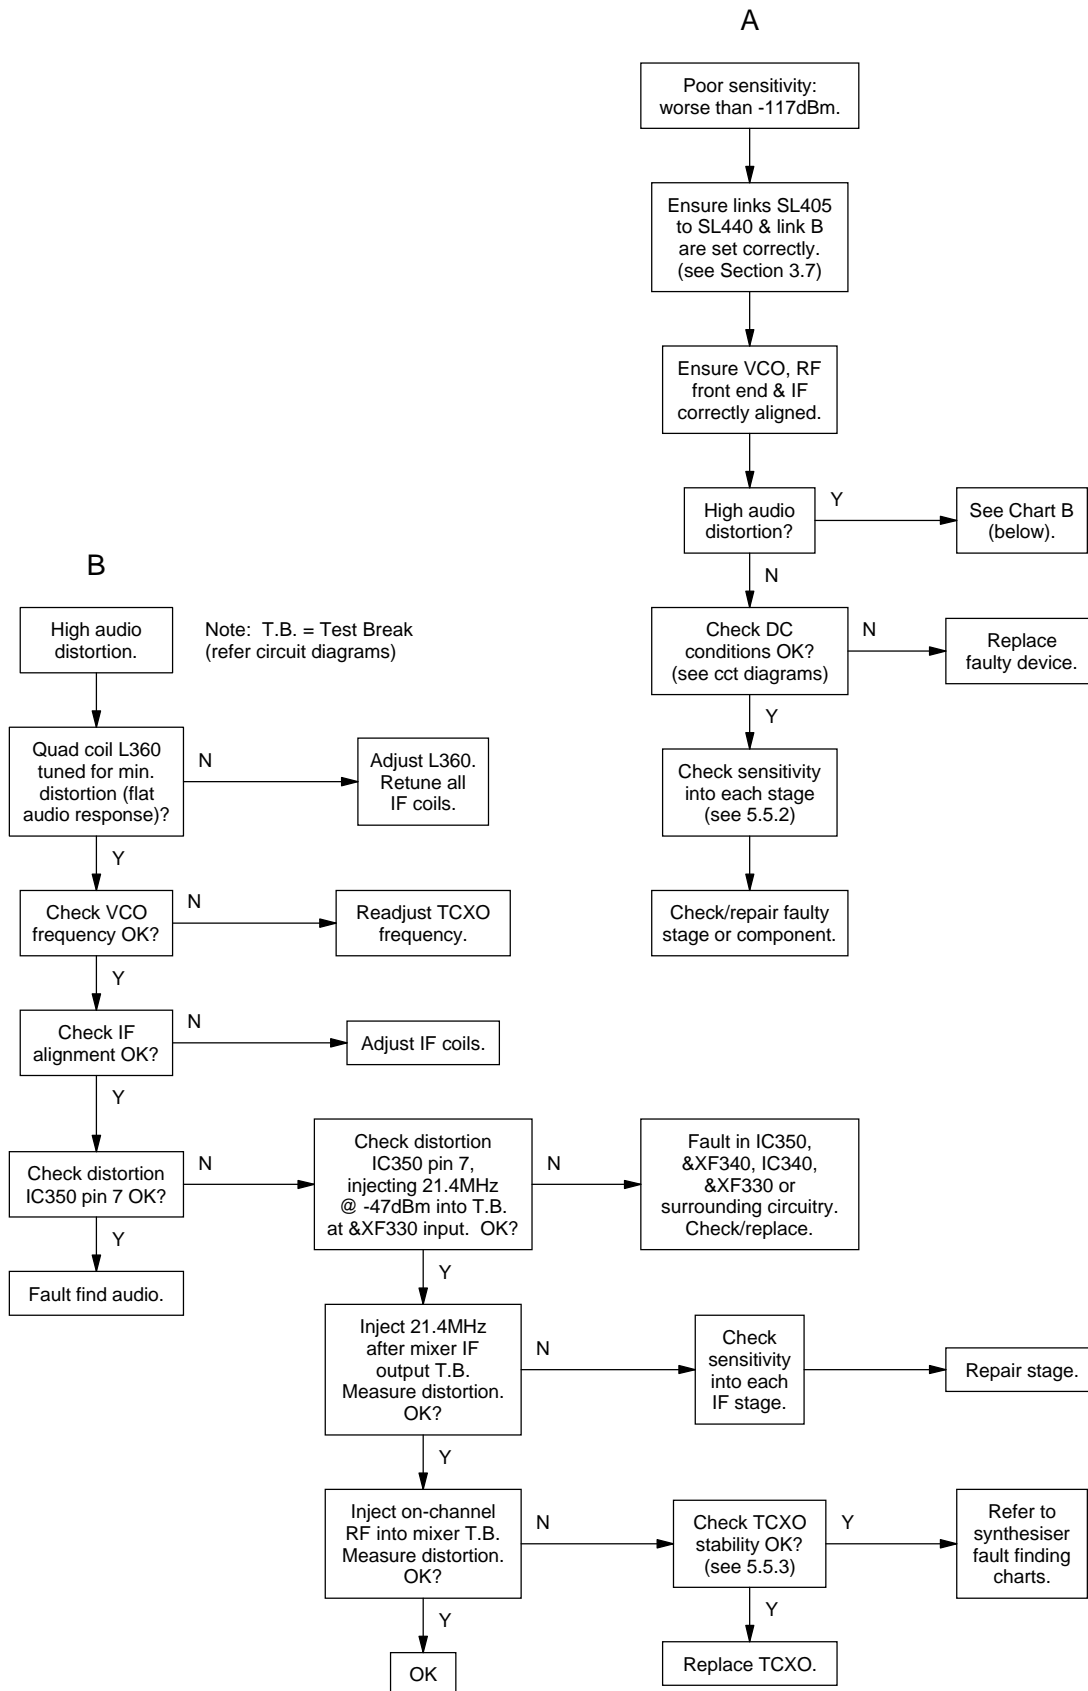 A
Poor sensitivity:
worse than -117dBm.
Ensure links SL405
to SL440 & link B
are set correctly.
(see Section 3.7)
Ensure VCO, RF
front end & IF
correctly aligned.
High audio
distortion?
Y
See Chart B
(below).
N
Check DC
conditions OK?
(see cct diagrams)
N
Replace
faulty device.
Y
Check sensitivity
into each stage
(see 5.5.2)
Check/repair faulty
stage or component.
B
High audio
distortion.
Note: T.B. = Test Break
(refer circuit diagrams)
Quad coil L360
tuned for min.
distortion (flat
audio response)?
N
Adjust L360.
Retune all
IF coils.
Y
Check VCO
frequency OK?
N
Readjust TCXO
frequency.
Y
Check IF
alignment OK?
N
Adjust IF coils.
Y
Check distortion
IC350 pin 7 OK?
N
Check distortion
IC350 pin 7,
injecting 21.4MHz
@ -47dBm into T.B.
at &XF330 input. OK?
N
Fault in IC350,
&XF340, IC340,
&XF330 or
surrounding circuitry.
Check/replace.
Y
Fault find audio.
Y
Inject 21.4MHz
after mixer IF
output T.B.
Measure distortion.
OK?
N
Check
sensitivity
into each
IF stage.
Repair stage.
Y
Inject on-channel
RF into mixer T.B.
Measure distortion.
OK?
N
Check TCXO
stability OK?
(see 5.5.3)
Y
Refer to
synthesiser
fault finding
charts.
Y
OK
Y
Replace TCXO.